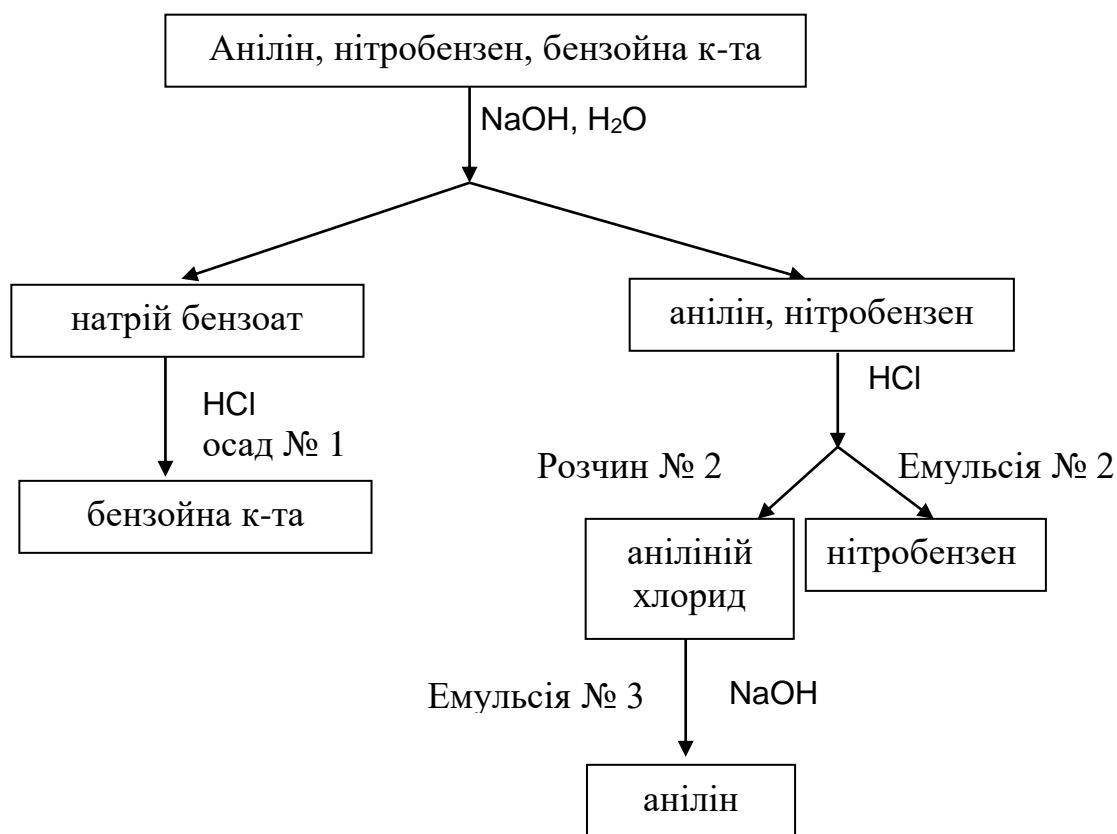 Анілін, нітробензен, бензойна к-та
NaOH, H₂O
натрій бензоат
анілін, нітробензен
HCl
осад № 1
HCl
Розчин № 2
Емульсія № 2
бензойна к-та
аніліній
хлорид
нітробензен
Емульсія № 3
NaOH
анілін